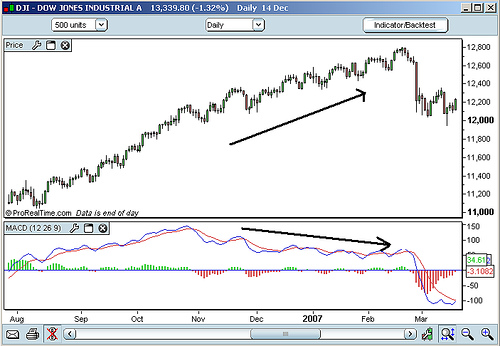 DJI - DOW JONES INDUSTRIAL A 13,339.80 (-1.32%) Daily 14 Dec
500 units Daily Indicator/Backtest
Price
12,800
12,600
12,400
12,200
12,000
11,800
11,600
11,400
11,200
11,000
© ProRealTime.com Data is end of day
MACD (12 26 9)
150
100
50
34.612
-3.1082
-50
-100
Aug Sep Oct Nov Dec 2007 Feb Mar